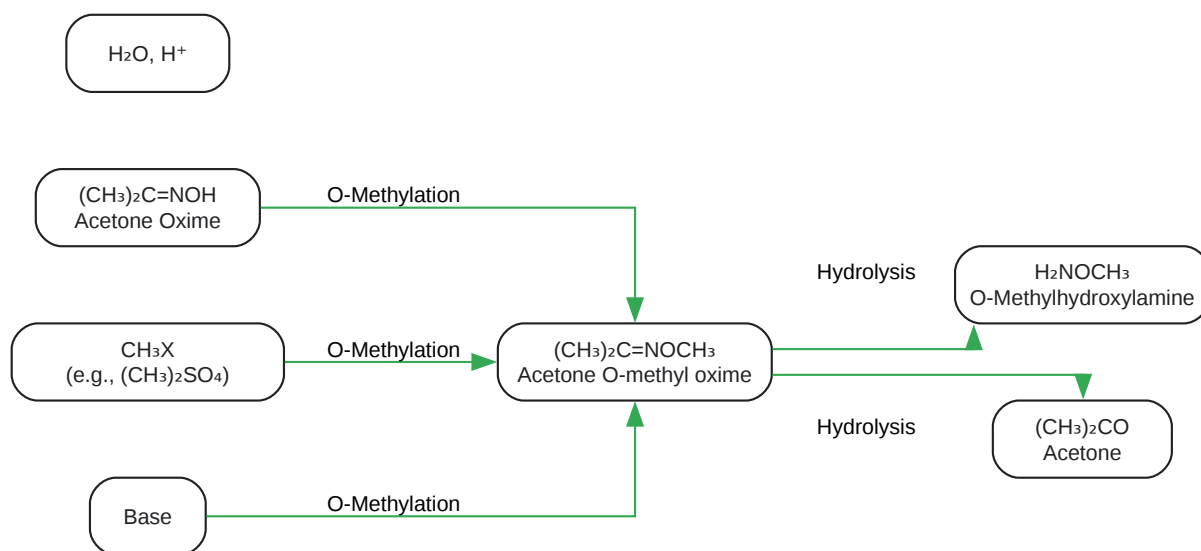 H₂O, H⁺
(CH₃)₂C=NOH
Acetone Oxime
O-Methylation
CH₃X
(e.g., (CH₃)₂SO₄)
O-Methylation
Base
O-Methylation
(CH₃)₂C=NOCH₃
Acetone O-methyl oxime
Hydrolysis
H₂NOCH₃
O-Methylhydroxylamine
Hydrolysis
(CH₃)₂CO
Acetone